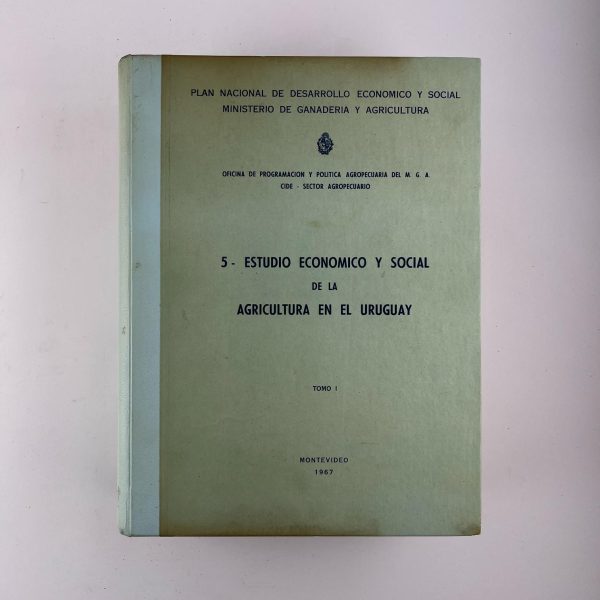 PLAN NACIONAL DE DESARROLLO ECONOMICO Y SOCIAL
MINISTERIO DE GANADERIA Y AGRICULTURA
OFICINA DE PROGRAMACION Y POLITICA AGROPECUARIA DEL M. G. A.
CIDE - SECTOR AGROPECUARIO
5 - ESTUDIO ECONOMICO Y SOCIAL
DE LA
AGRICULTURA EN EL URUGUAY
TOMO I
MONTEVIDEO
1967